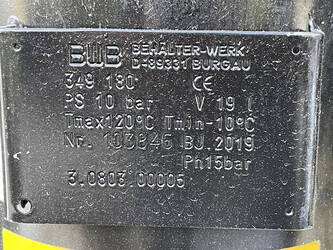 BWB BEHÄLTER-WERK
D-89331 BURGAU
349 180 CE
PS 10 bar V 19 l
Tmax120°C Tmin-10°C
Nr. 103846 BJ.2019
Ph15bar
3.0803.00005